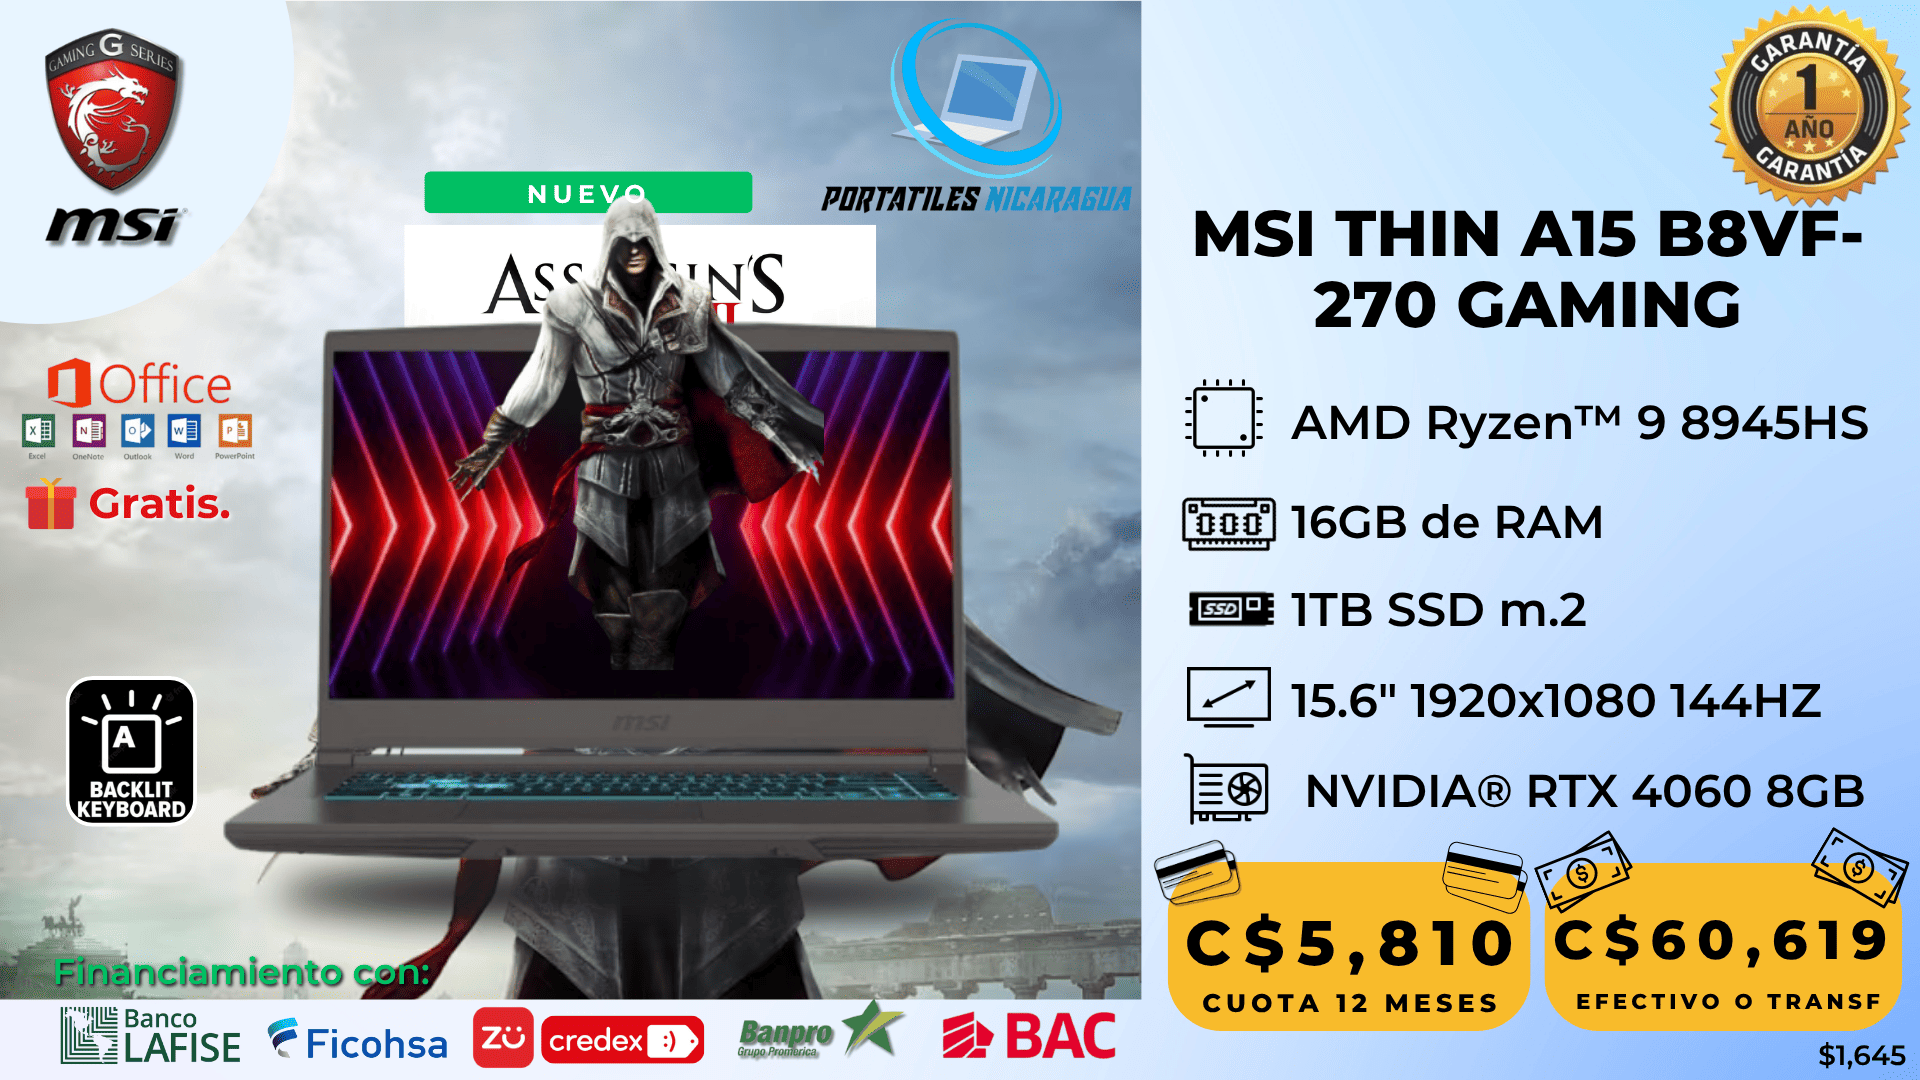 GAMING G SERIES
msi
NUEVO
PORTATILES NICARAGUA
GARANTÍA
1
AÑO
GARANTÍA
ASSASSIN'S
II
MSI THIN A15 B8VF-
270 GAMING
Office
Excel OneNote Outlook Word PowerPoint
Gratis.
AMD Ryzen™ 9 8945HS
16GB de RAM
SSD
1TB SSD m.2
15.6" 1920x1080 144HZ
NVIDIA® RTX 4060 8GB
msi
A
BACKLIT
KEYBOARD
C$5,810
CUOTA 12 MESES
C$60,619
EFECTIVO O TRANSF
$1,645
Financiamiento con:
Banco
LAFISE
Ficohsa
ZU
credex
Banpro
Grupo Promerica
BAC